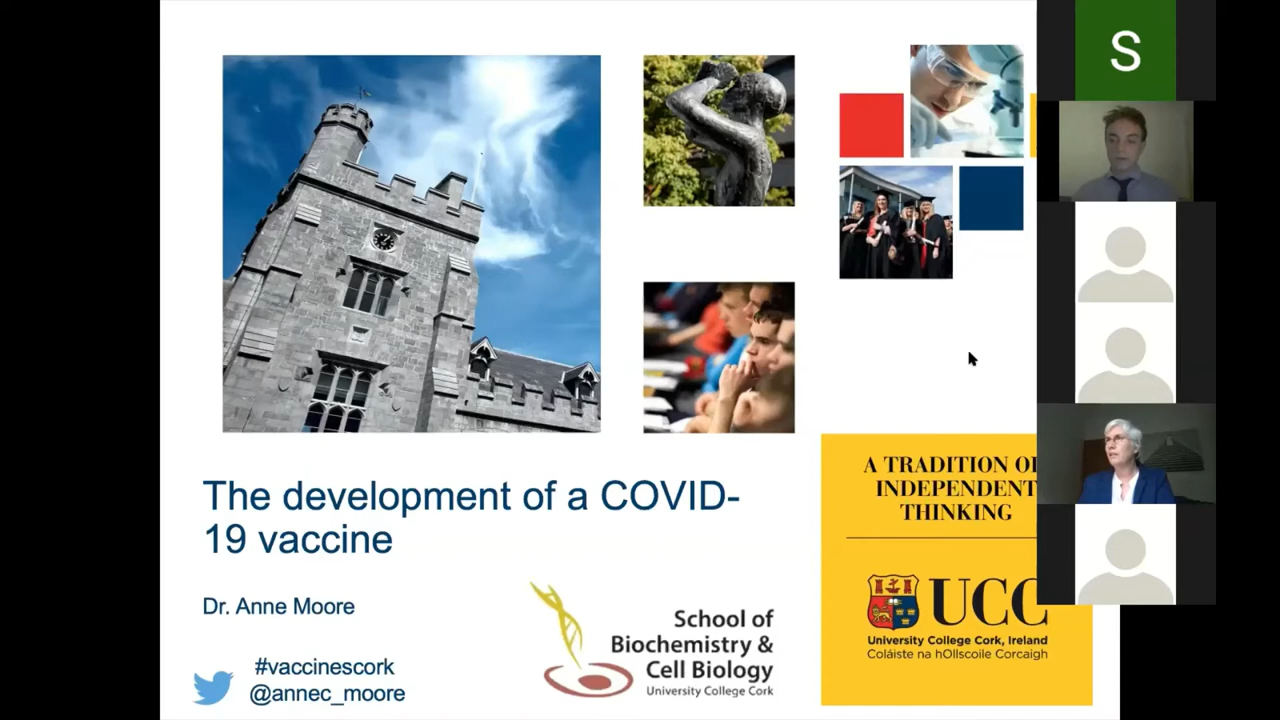 S
The development of a COVID-
19 vaccine
Dr. Anne Moore
#vaccinescork
@annec_moore
School of
Biochemistry &
Cell Biology
University College Cork
A TRADITION OF
INDEPENDENT
THINKING
UCC
University College Cork, Ireland
Coláiste na hOllscoile Corcaigh